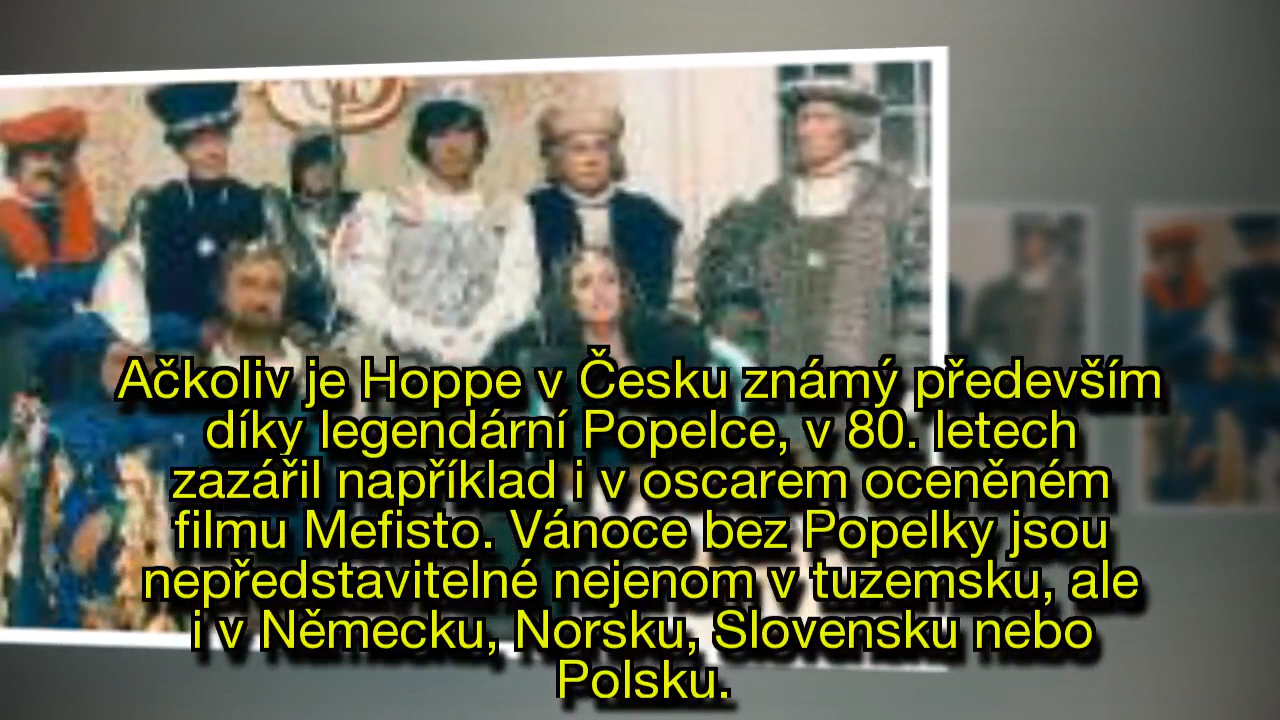 Ačkoliv je Hoppe v Česku známý především
díky legendární Popelce, v 80. letech
zazářil například i v oscarem oceněném
filmu Mefisto. Vánoce bez Popelky jsou
nepředstavitelné nejenom v tuzemsku, ale
i v Německu, Norsku, Slovensku nebo
Polsku.